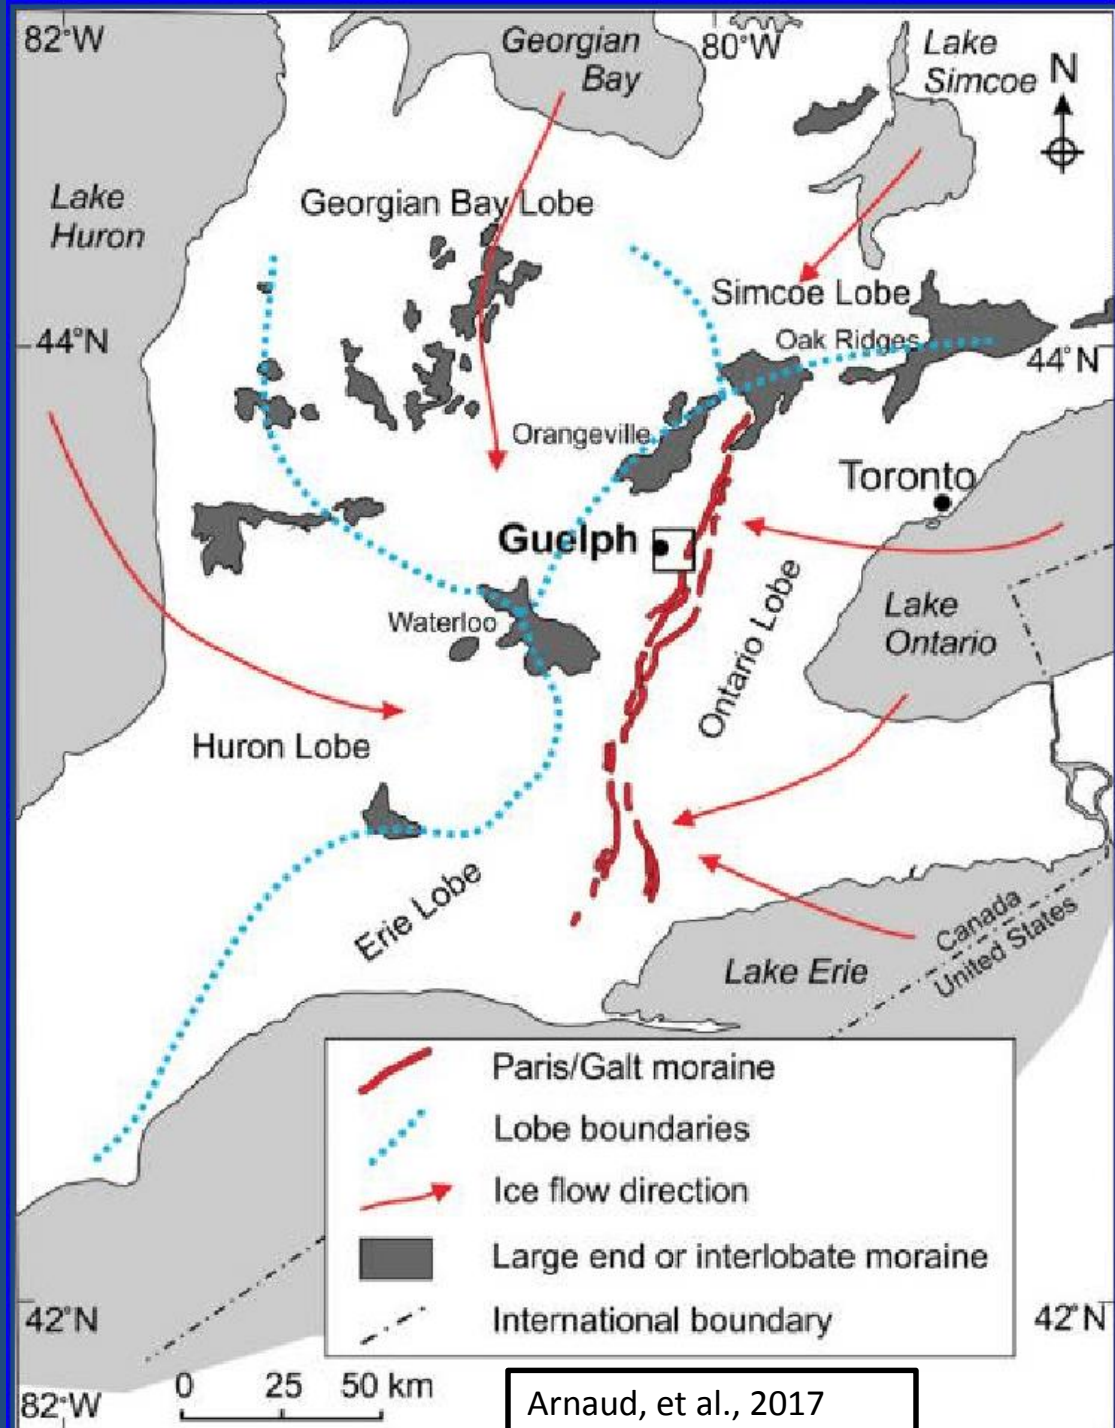 82°W
Georgian
Bay
80°W
Lake
Simcoe
N
Lake
Huron
Georgian Bay Lobe
Simcoe Lobe
Oak Ridges
44°N
44°N
Orangeville
Toronto
Guelph
Ontario Lobe
Lake
Ontario
Waterloo
Huron Lobe
Erie Lobe
Canada
United States
Lake Erie
Paris/Galt moraine
Lobe boundaries
Ice flow direction
Large end or interlobate moraine
International boundary
42°N
42°N
82°W
0 25 50 km
Arnaud, et al., 2017